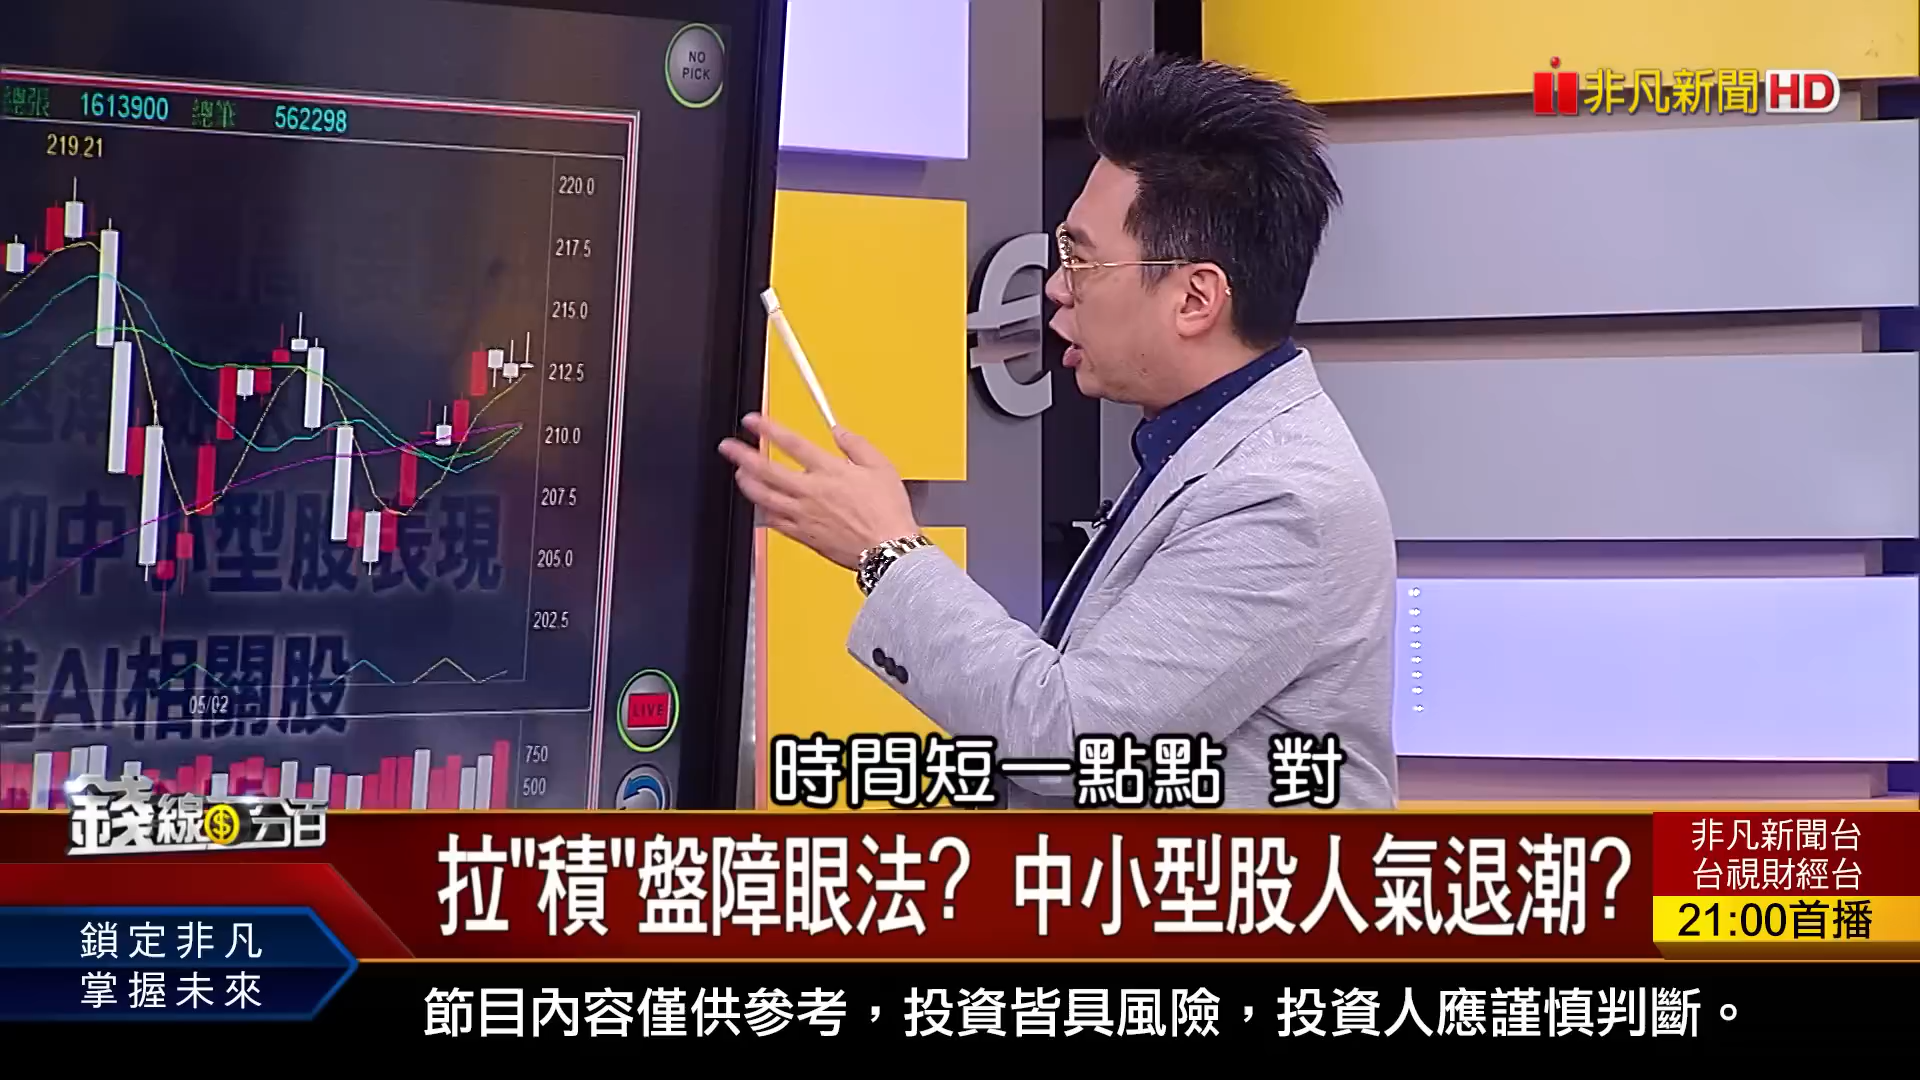 NO
PICK
非凡新聞HD
總張 1613900 總筆 562298
219.21
220.0
217.5
215.0
212.5
210.0
207.5
205.0
202.5
仰中小型股表現
進AI相關股
05/02
LIVE
750
500
時間短一點點 對
錢線百分百
拉"積"盤障眼法? 中小型股人氣退潮?
非凡新聞台
台視財經台
21:00首播
鎖定非凡
掌握未來
節目內容僅供參考，投資皆具風險，投資人應謹慎判斷。